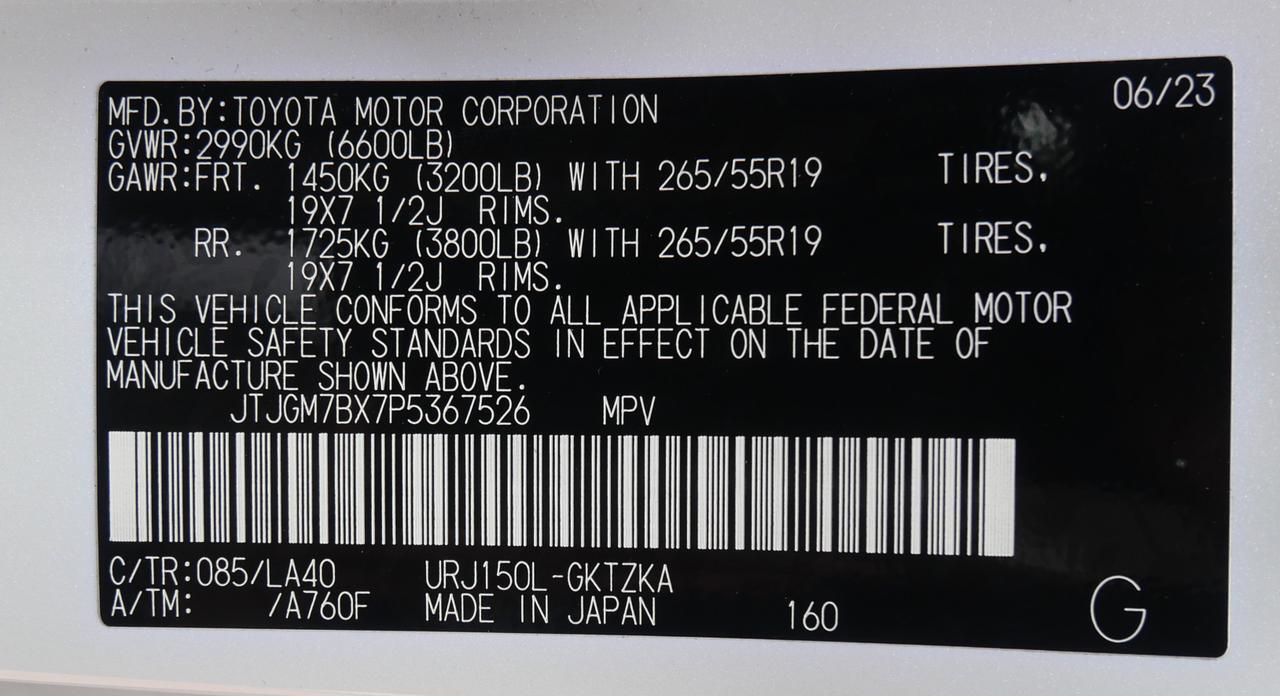 06/23
MFD.BY:TOYOTA MOTOR CORPORATION
GVWR:2990KG (6600LB)
GAWR:FRT. 1450KG (3200LB) WITH 265/55R19 TIRES.
19X7 1/2J RIMS.
RR. 1725KG (3800LB) WITH 265/55R19 TIRES.
19X7 1/2J RIMS.
THIS VEHICLE CONFORMS TO ALL APPLICABLE FEDERAL MOTOR
VEHICLE SAFETY STANDARDS IN EFFECT ON THE DATE OF
MANUFACTURE SHOWN ABOVE.
JTJGM7BX7P5367526 MPV
C/TR:085/LA40 URJ150L-GKTZKA
A/TM: /A760F MADE IN JAPAN 160 G